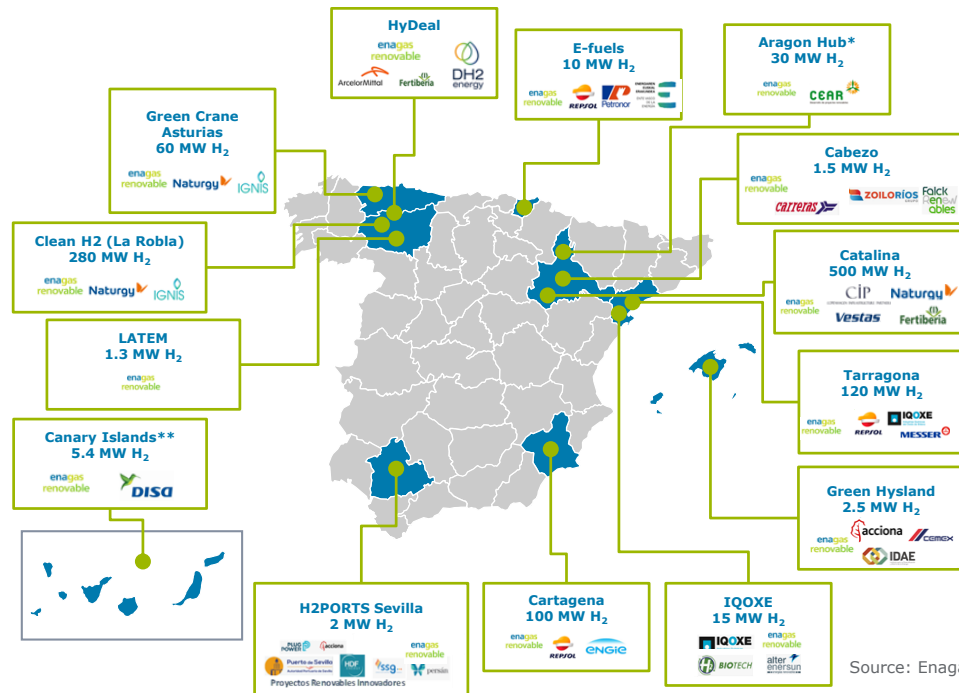 HyDeal
enagas
renovable
ArcelorMittal
Fertiberia
DH2
energy
E-fuels
10 MW H₂
enagas
renovable
REPSOL
Petronor
Aragon Hub*
30 MW H₂
enagas
renovable
CEAR
Green Crane
Asturias
60 MW H₂
enagas
renovable
Naturgy
IGNIS
Cabezo
1.5 MW H₂
enagas
renovable
carreras
ZOILORÍOS
Falck
Renew
ables
Clean H2 (La Robla)
280 MW H₂
enagas
renovable
Naturgy
IGNIS
Catalina
500 MW H₂
enagas
renovable
CIP
Naturgy
Vestas
Fertiberia
LATEM
1.3 MW H₂
enagas
renovable
Tarragona
120 MW H₂
enagas
renovable
REPSOL
IQOXE
MESSER
Canary Islands**
5.4 MW H₂
enagas
renovable
DISA
Green Hysland
2.5 MW H₂
enagas
renovable
acciona
CEMEX
IDAE
H2PORTS Sevilla
2 MW H₂
PLUG
POWER
acciona
enagas
renovable
Puerto de Sevilla
HDF
ssg
persán
Proyectos Renovables Innovadores
Cartagena
100 MW H₂
enagas
renovable
REPSOL
ENGIE
IQOXE
15 MW H₂
IQOXE
enagas
renovable
H2 BIOTECH
alter
enersun
Source: Enaga